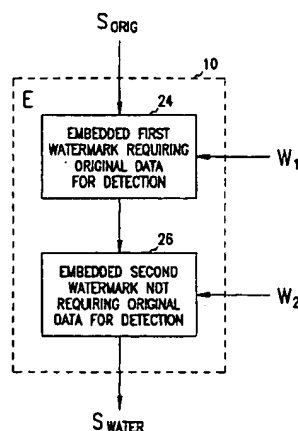 S ORIG
10
E
24
EMBEDDED FIRST
WATERMARK REQUIRING
ORIGINAL DATA
FOR DETECTION
W1
26
EMBEDDED SECOND
WATERMARK NOT
REQUIRING ORIGINAL
DATA FOR DETECTION
W2
S WATER